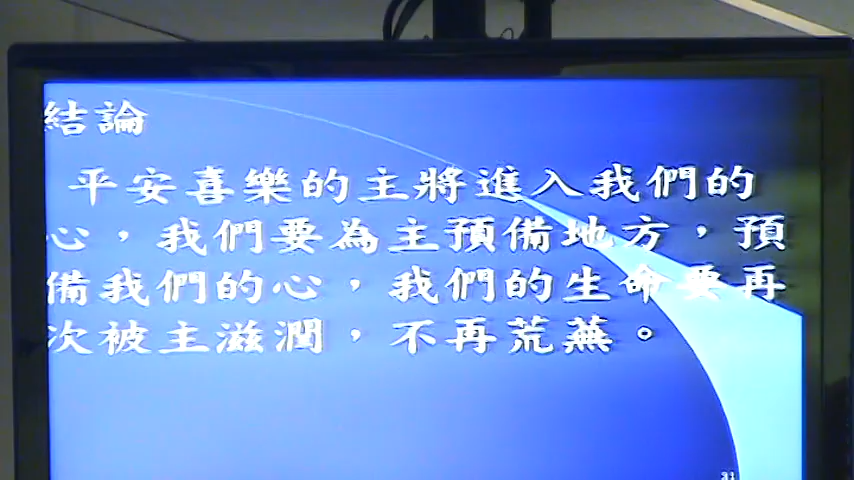 結論
平安喜樂的主將進入我們的
心，我們要為主預備地方，預
備我們的心，我們的生命要再
次被主滋潤，不再荒蕪。
31